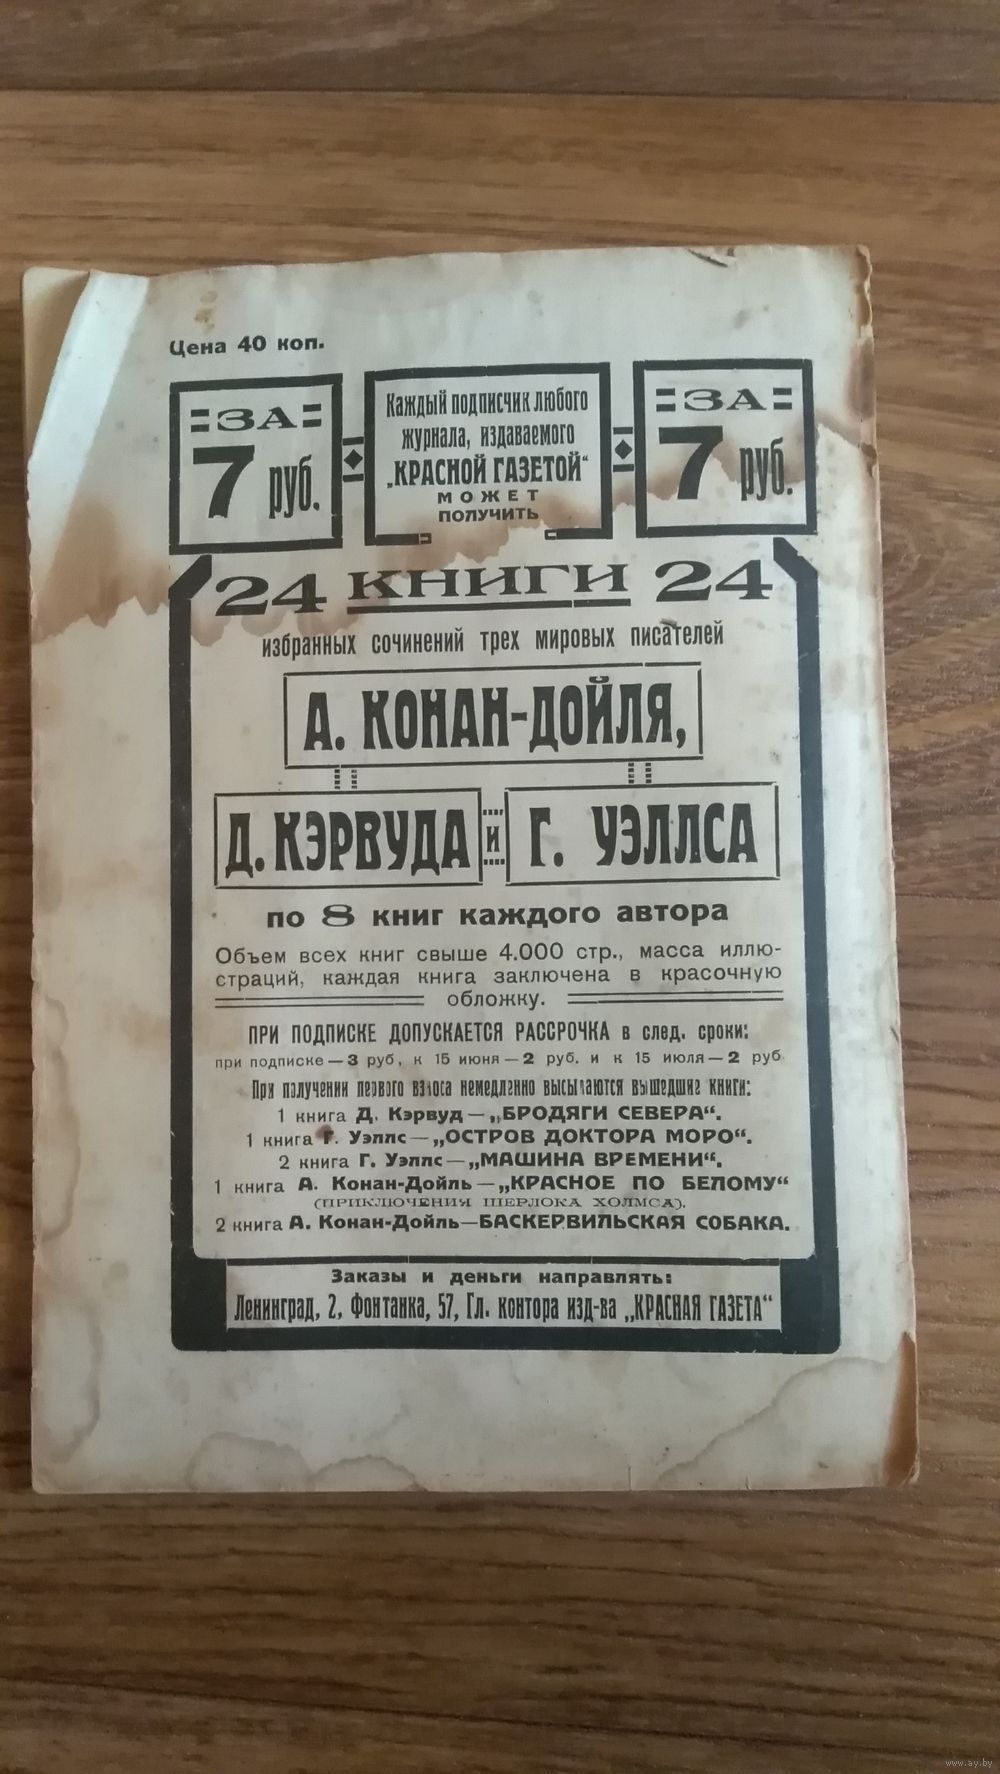 Цена 40 коп.
ЗА
7 руб.
Каждый подписчик любого
журнала, издаваемого
„КРАСНОЙ ГАЗЕТОЙ“
МОЖЕТ
ПОЛУЧИТЬ
ЗА
7 руб.
24 КНИГИ 24
избранных сочинений трех мировых писателей
А. КОНАН-ДОЙЛЯ,
Д. КЭРВУДА и Г. УЭЛЛСА
по 8 книг каждого автора
Объем всех книг свыше 4.000 стр., масса иллю-
страций, каждая книга заключена в красочную
обложку.
ПРИ ПОДПИСКЕ ДОПУСКАЕТСЯ РАССРОЧКА в след. сроки:
при подписке — 3 руб., к 15 июня — 2 руб. и к 15 июля — 2 руб
При получении первого взноса немедленно высылаются вышедшие книги:
1 книга Д. Кэрвуд — „БРОДЯГИ СЕВЕРА“.
1 книга Г. Уэллс — „ОСТРОВ ДОКТОРА МОРО“.
2 книга Г. Уэллс — „МАШИНА ВРЕМЕНИ“.
1 книга А. Конан-Дойль — „КРАСНОЕ ПО БЕЛОМУ“
(ПРИКЛЮЧЕНИЯ ШЕРЛОКА ХОЛМСА).
2 книга А. Конан-Дойль — БАСКЕРВИЛЬСКАЯ СОБАКА.
Заказы и деньги направлять:
Ленинград, 2, Фонтанка, 57, Гл. контора изд-ва „КРАСНАЯ ГАЗЕТА“
www.ay.by